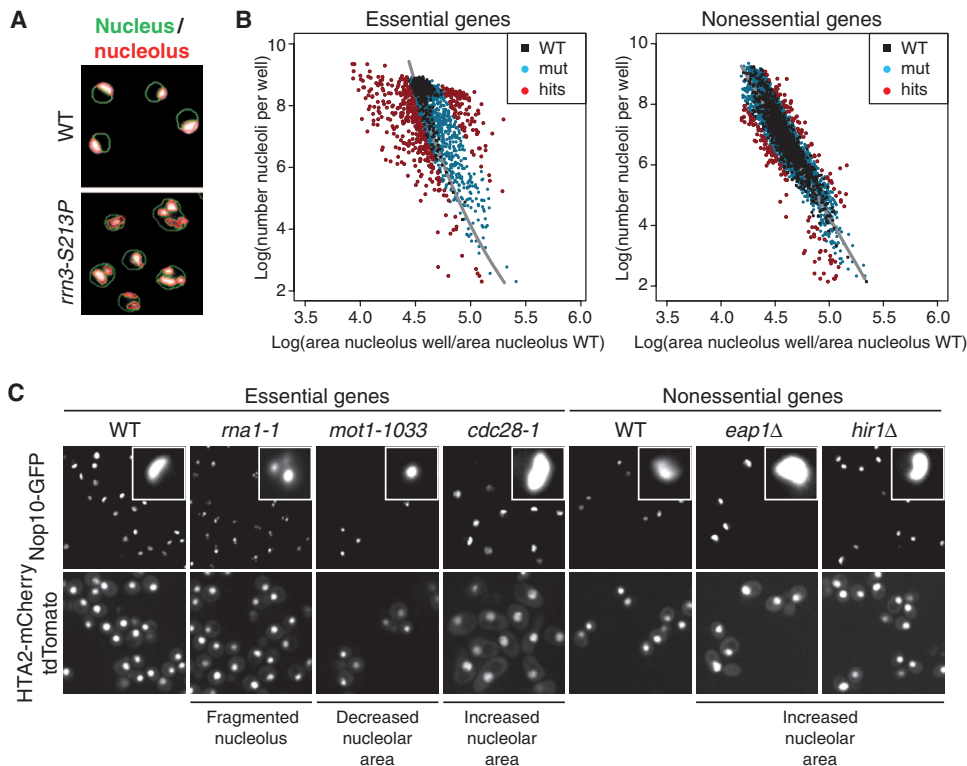 A
Nucleus/
nucleolus
WT
rrn3-S213P
B
Essential genes
Log(number nucleoli per well)
10
8
6
4
2
WT
mut
hits
3.5 4.0 4.5 5.0 5.5 6.0
Log(area nucleolus well/area nucleolus WT)
Nonessential genes
Log(number nucleoli per well)
10
8
6
4
2
WT
mut
hits
3.5 4.0 4.5 5.0 5.5 6.0
Log(area nucleolus well/area nucleolus WT)
C
Essential genes
Nonessential genes
WT rna1-1 mot1-1033 cdc28-1 WT eap1Δ hir1Δ
Nop10-GFP
HTA2-mCherry
tdTomato
Fragmented
nucleolus
Decreased
nucleolar
area
Increased
nucleolar
area
Increased
nucleolar
area